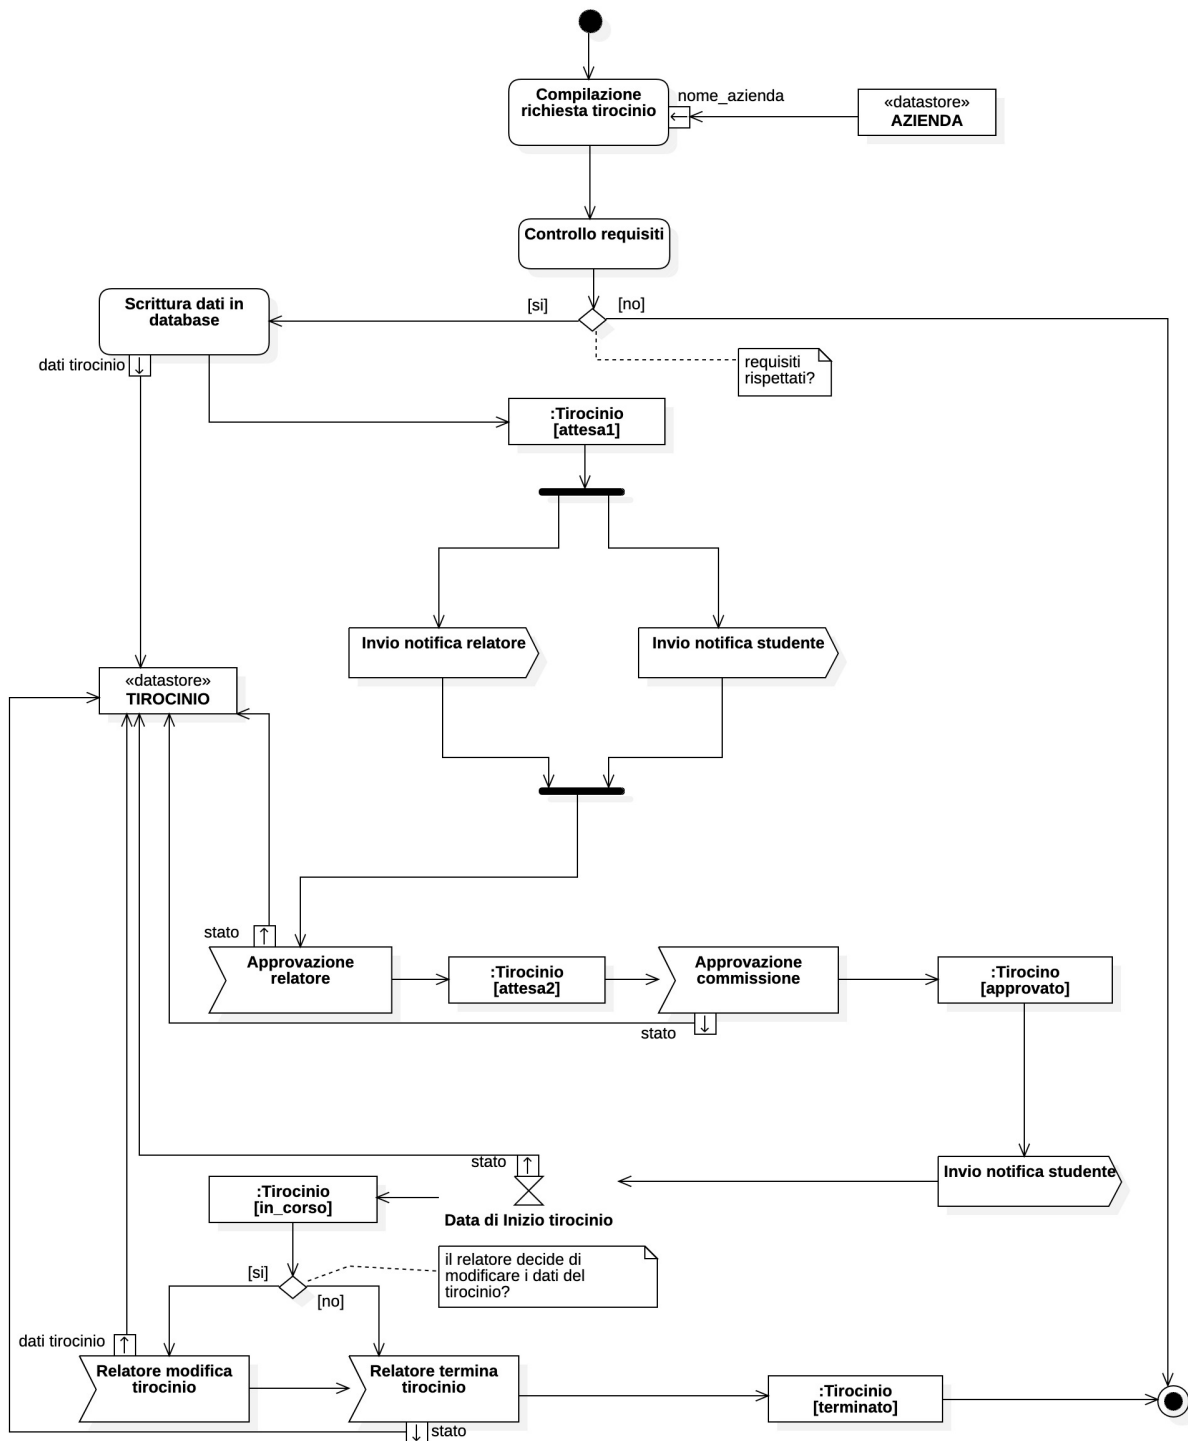 Compilazione
richiesta tirocinio
nome_azienda
«datastore»
AZIENDA
Controllo requisiti
[si]
[no]
Scrittura dati in
database
dati tirocinio
requisiti
rispettati?
:Tirocinio
[attesa1]
Invio notifica relatore
Invio notifica studente
«datastore»
TIROCINIO
stato
Approvazione
relatore
:Tirocinio
[attesa2]
Approvazione
commissione
:Tirocino
[approvato]
stato
stato
Invio notifica studente
:Tirocinio
[in_corso]
Data di Inizio tirocinio
il relatore decide di
modificare i dati del
tirocinio?
[si]
[no]
dati tirocinio
Relatore modifica
tirocinio
Relatore termina
tirocinio
:Tirocinio
[terminato]
stato